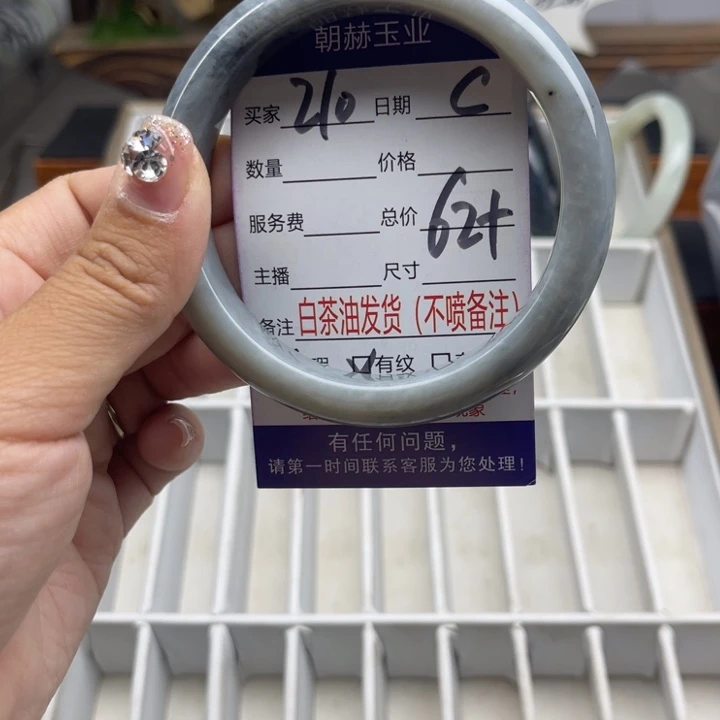 朝赫玉业
买家 210 日期 C
数量 价格
服务费 总价 62+
主播 尺寸
备注 白茶油发货（不喷备注）
有纹
有任何问题，
请第一时间联系客服为您处理！